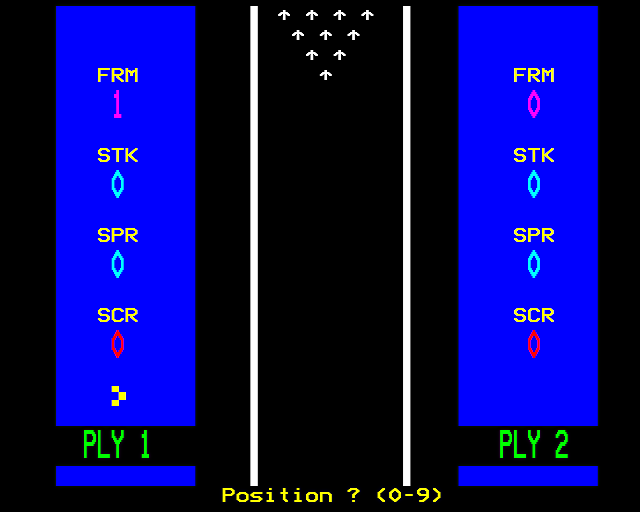 FRM
1
STK
0
SPR
0
SCR
0
PLY 1
FRM
0
STK
0
SPR
0
SCR
0
PLY 2
Position ? (0-9)